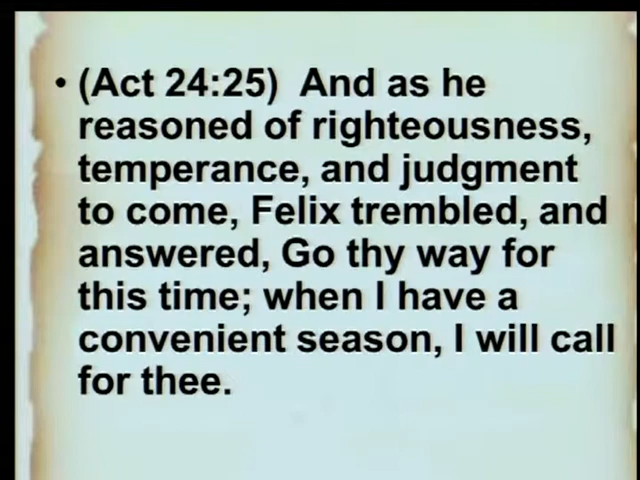 • (Act 24:25)  And as he
reasoned of righteousness,
temperance, and judgment
to come, Felix trembled, and
answered, Go thy way for
this time; when I have a
convenient season, I will call
for thee.